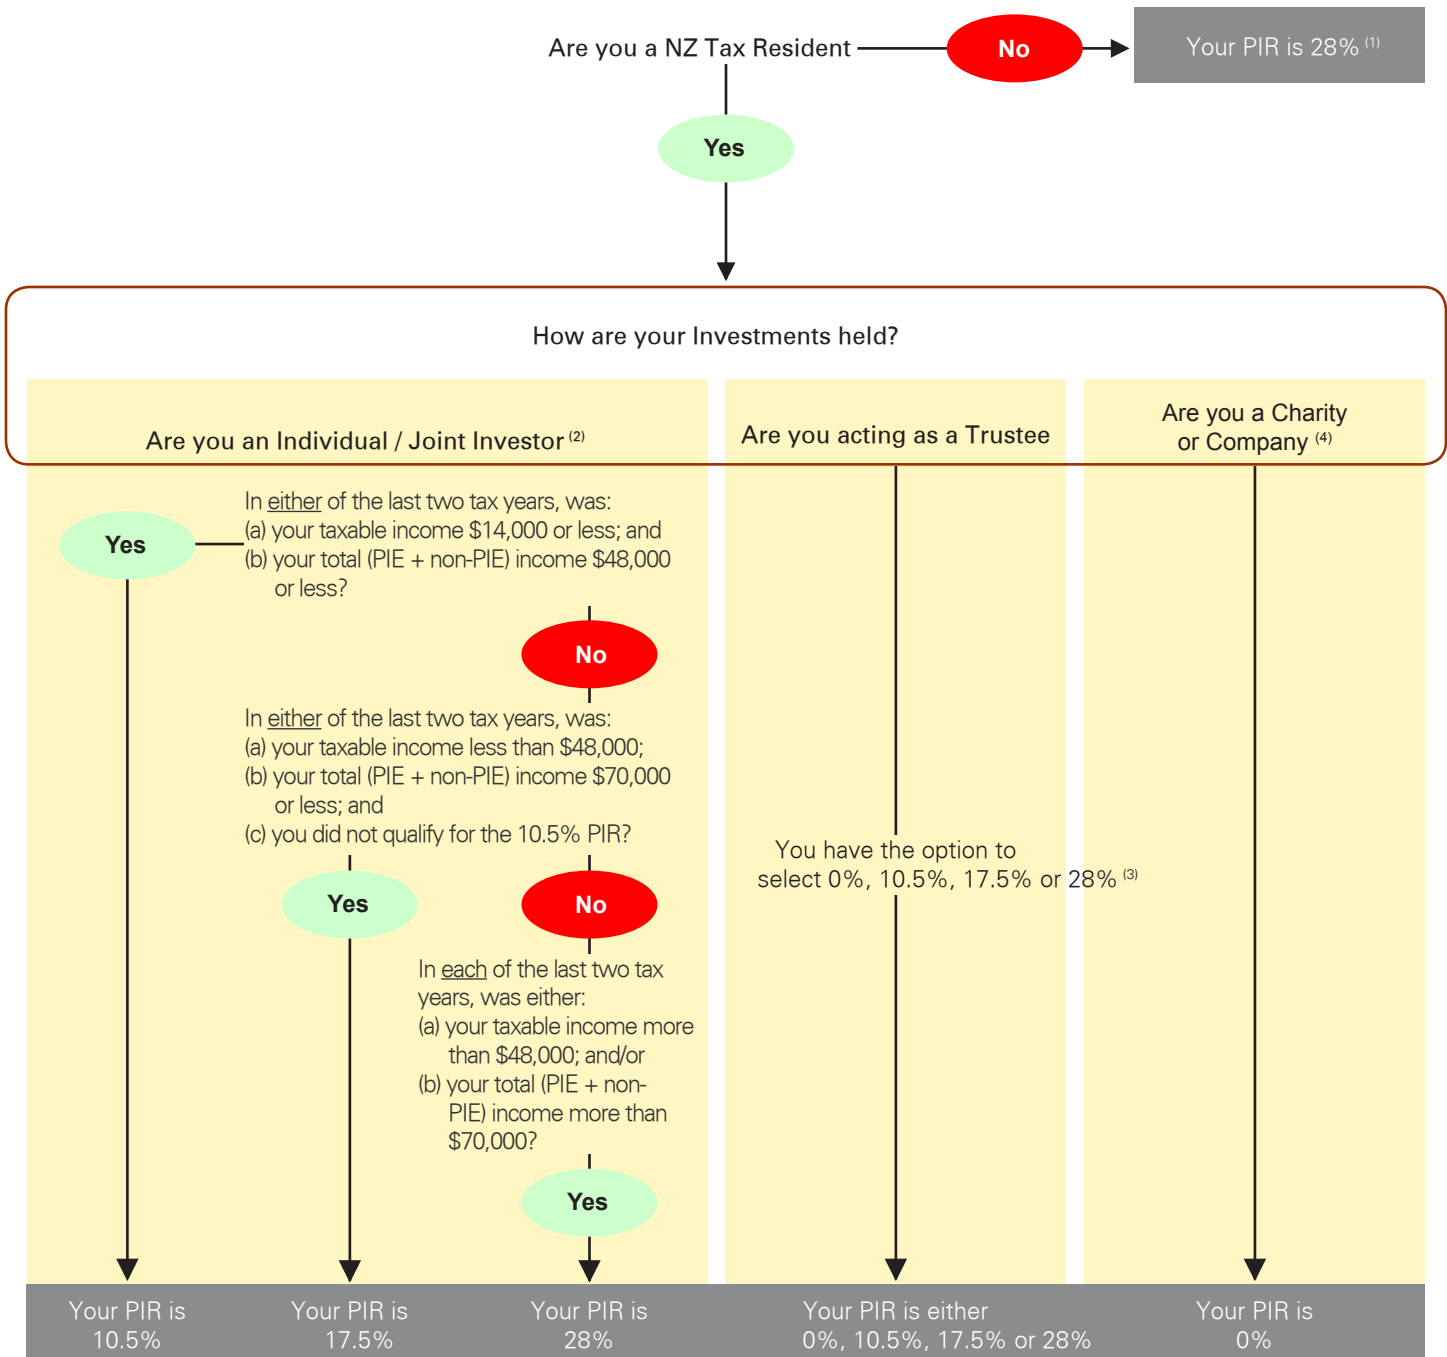 Are you a NZ Tax Resident
No
Your PIR is 28% (1)
Yes
How are your Investments held?
Are you an Individual / Joint Investor (2)
Are you acting as a Trustee
Are you a Charity
or Company (4)
In either of the last two tax years, was:
(a) your taxable income $14,000 or less; and
(b) your total (PIE + non-PIE) income $48,000
or less?
Yes
No
In either of the last two tax years, was:
(a) your taxable income less than $48,000;
(b) your total (PIE + non-PIE) income $70,000
or less; and
(c) you did not qualify for the 10.5% PIR?
Yes
No
You have the option to
select 0%, 10.5%, 17.5% or 28% (3)
In each of the last two tax
years, was either:
(a) your taxable income more
than $48,000; and/or
(b) your total (PIE + non-
PIE) income more than
$70,000?
Yes
Your PIR is
10.5%
Your PIR is
17.5%
Your PIR is
28%
Your PIR is either
0%, 10.5%, 17.5% or 28%
Your PIR is
0%